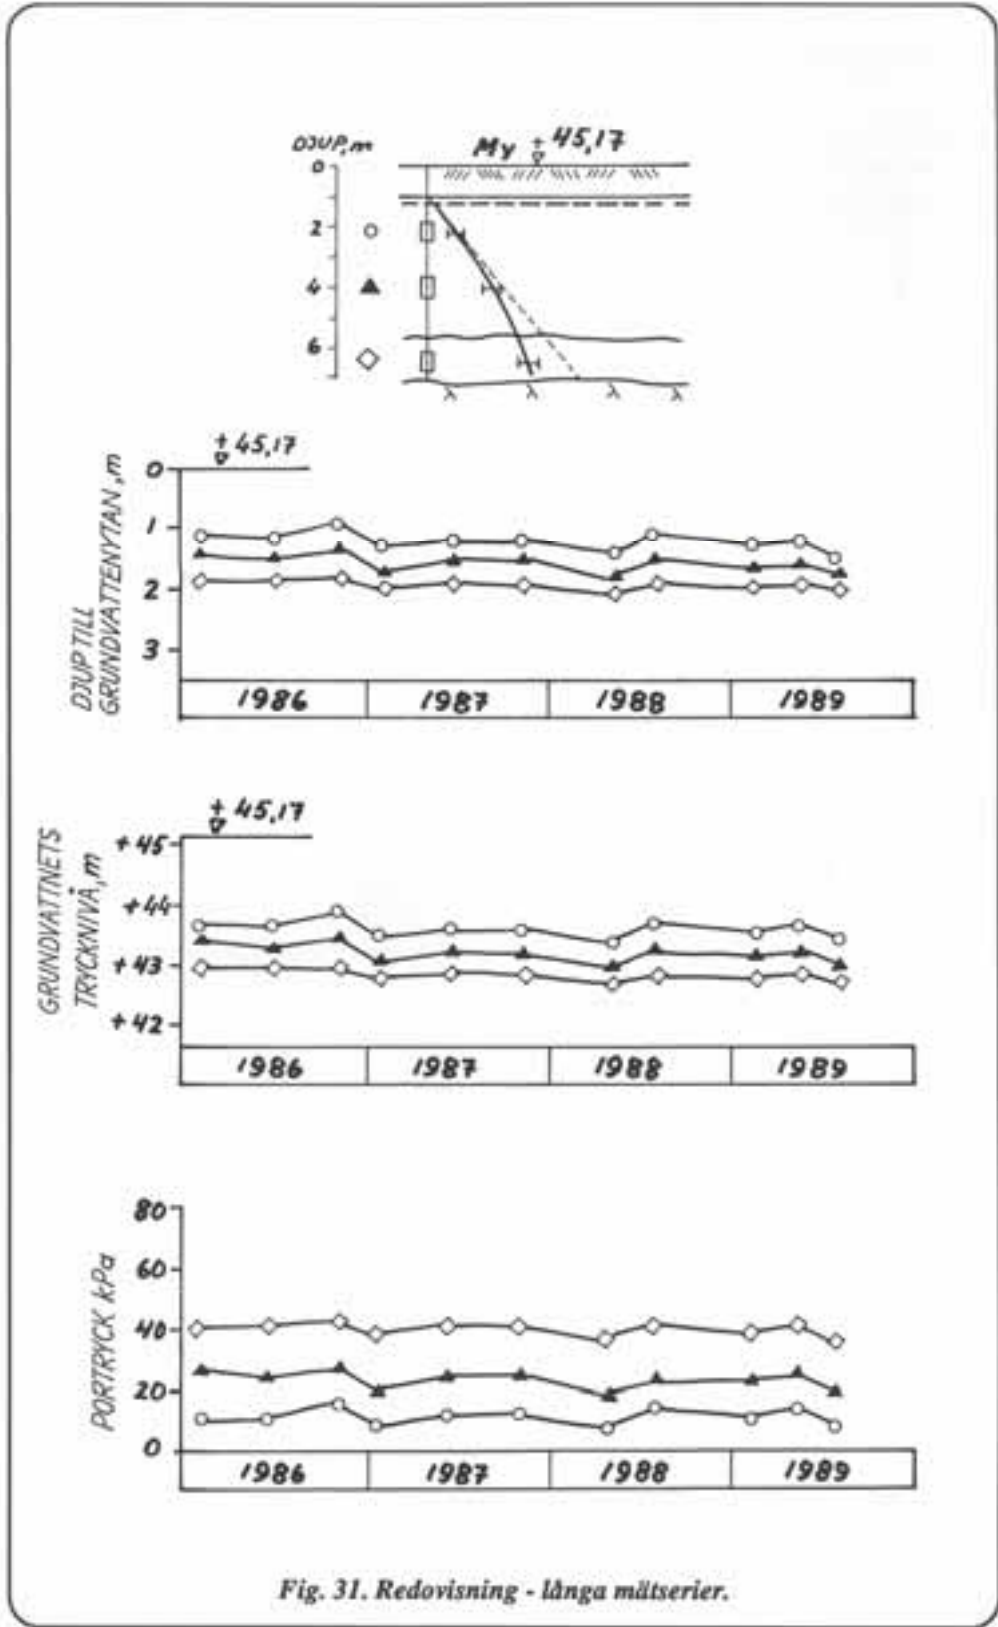 DJUP,m
My + 45,17
0
2
4
6
+ 45,17
DJUP TILL
GRUNDVATTENYTAN,m
0
1
2
3
1986 1987 1988 1989
+ 45,17
GRUNDVATTNETS
TRYCKNIVÅ,m
+45
+44
+43
+42
1986 1987 1988 1989
PORTRYCK kPa
80
60
40
20
0
1986 1987 1988 1989
Fig. 31. Redovisning - långa mätserier.